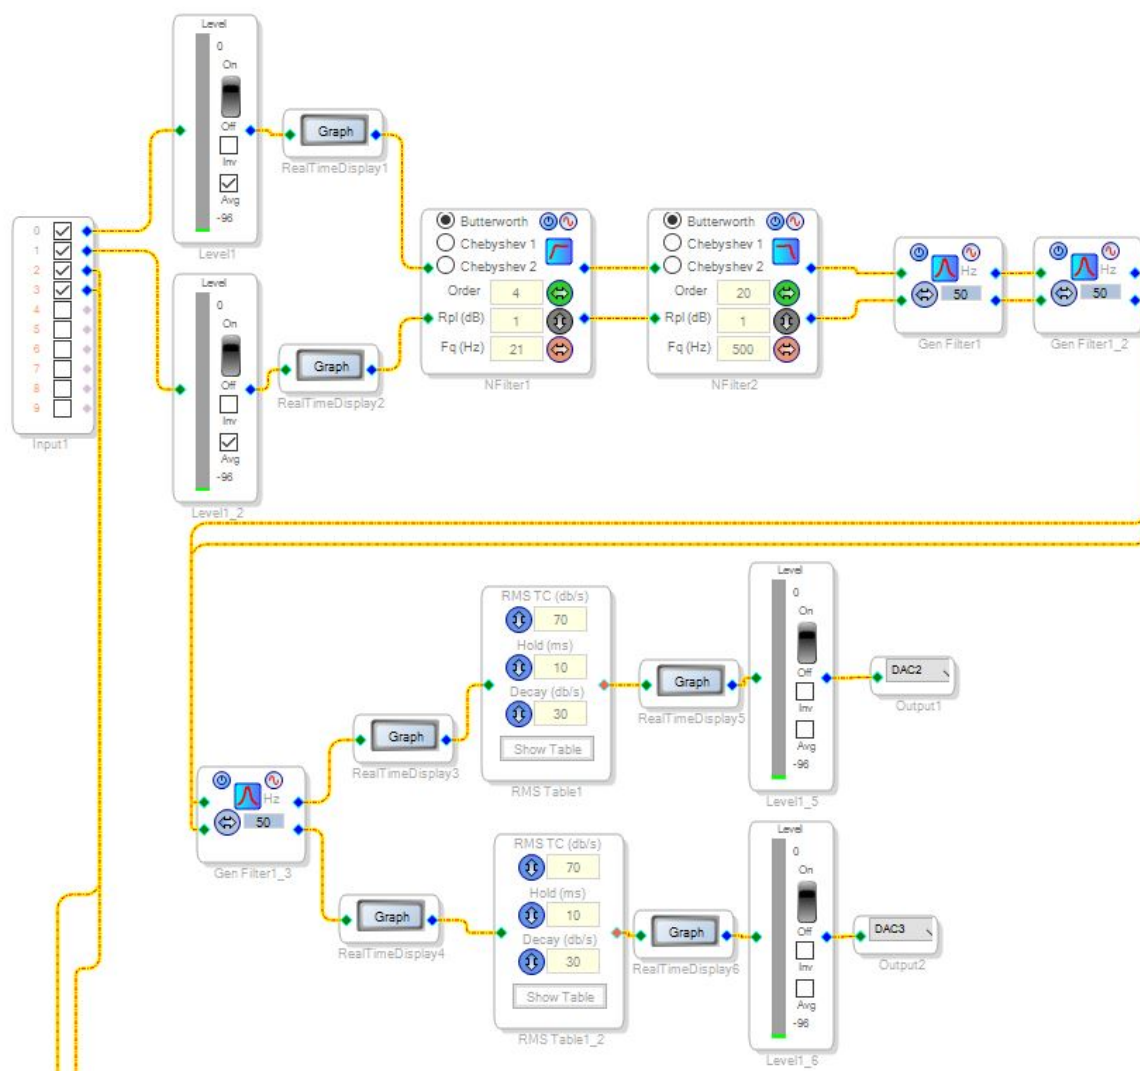 Level
0
On
Off
Inv
Avg
-96
Level1
Graph
RealTimeDisplay1
0
1
2
3
4
5
6
7
8
9
Input1
Level
0
On
Off
Inv
Avg
-96
Level1_2
Graph
RealTimeDisplay2
Butterworth
Chebyshev 1
Chebyshev 2
Order 4
Rpl (dB) 1
Fq (Hz) 21
NFilter1
Butterworth
Chebyshev 1
Chebyshev 2
Order 20
Rpl (dB) 1
Fq (Hz) 500
NFilter2
Hz
50
Gen Filter1
Hz
50
Gen Filter1_2
Hz
50
Gen Filter1_3
Graph
RealTimeDisplay3
RMS TC (db/s)
70
Hold (ms)
10
Decay (db/s)
30
Show Table
RMS Table1
Graph
RealTimeDisplay5
Level
0
On
Off
Inv
Avg
-96
Level1_5
DAC2
Output1
Graph
RealTimeDisplay4
RMS TC (db/s)
70
Hold (ms)
10
Decay (db/s)
30
Show Table
RMS Table1_2
Graph
RealTimeDisplay6
Level
0
On
Off
Inv
Avg
-96
Level1_6
DAC3
Output2